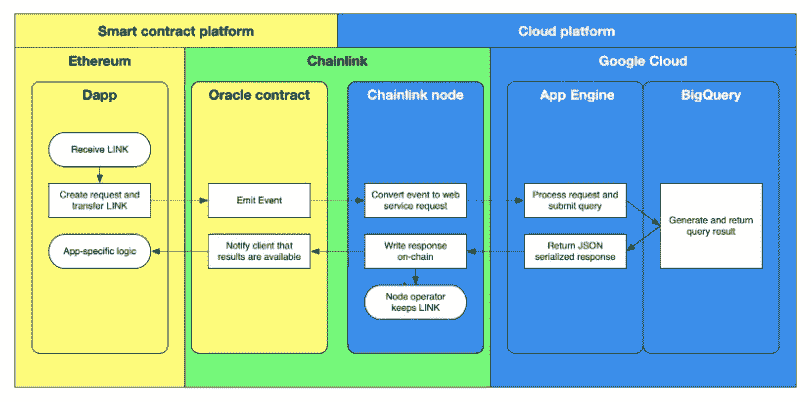 Smart contract platform
Cloud platform
Ethereum
Chainlink
Google Cloud
Dapp
Oracle contract
Chainlink node
App Engine
BigQuery
Receive LINK
Create request and
transfer LINK
Emit Event
Convert event to web
service request
Process request and
submit query
Generate and return
query result
App-specific logic
Notify client that
results are available
Write response
on-chain
Return JSON
serialized response
Node operator
keeps LINK